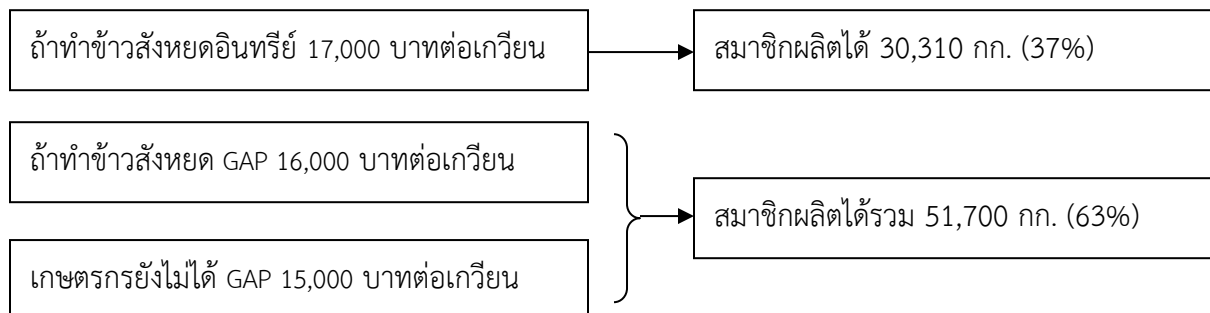 ถ้าทำข้าวสังหยดอินทรีย์ 17,000 บาทต่อเกวียน
สมาชิกผลิตได้ 30,310 กก. (37%)
ถ้าทำข้าวสังหยด GAP 16,000 บาทต่อเกวียน
สมาชิกผลิตได้รวม 51,700 กก. (63%)
เกษตรกรยังไม่ได้ GAP 15,000 บาทต่อเกวียน